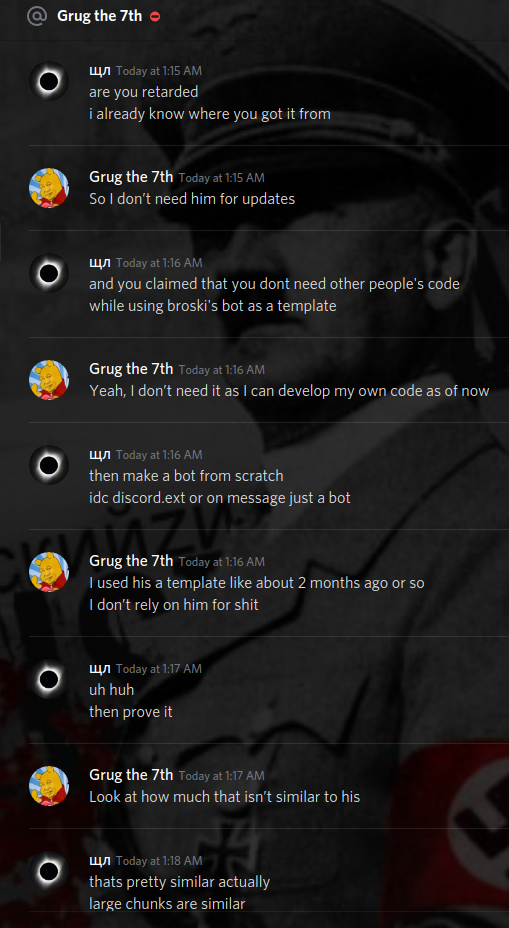 @ Grug the 7th
щл Today at 1:15 AM
are you retarded
i already know where you got it from
Grug the 7th Today at 1:15 AM
So I don't need him for updates
щл Today at 1:16 AM
and you claimed that you dont need other people's code
while using broski's bot as a template
Grug the 7th Today at 1:16 AM
Yeah, I don't need it as I can develop my own code as of now
щл Today at 1:16 AM
then make a bot from scratch
idc discord.ext or on message just a bot
Grug the 7th Today at 1:16 AM
I used his a template like about 2 months ago or so
I don't rely on him for shit
щл Today at 1:17 AM
uh huh
then prove it
Grug the 7th Today at 1:17 AM
Look at how much that isn't similar to his
щл Today at 1:18 AM
thats pretty similar actually
large chunks are similar